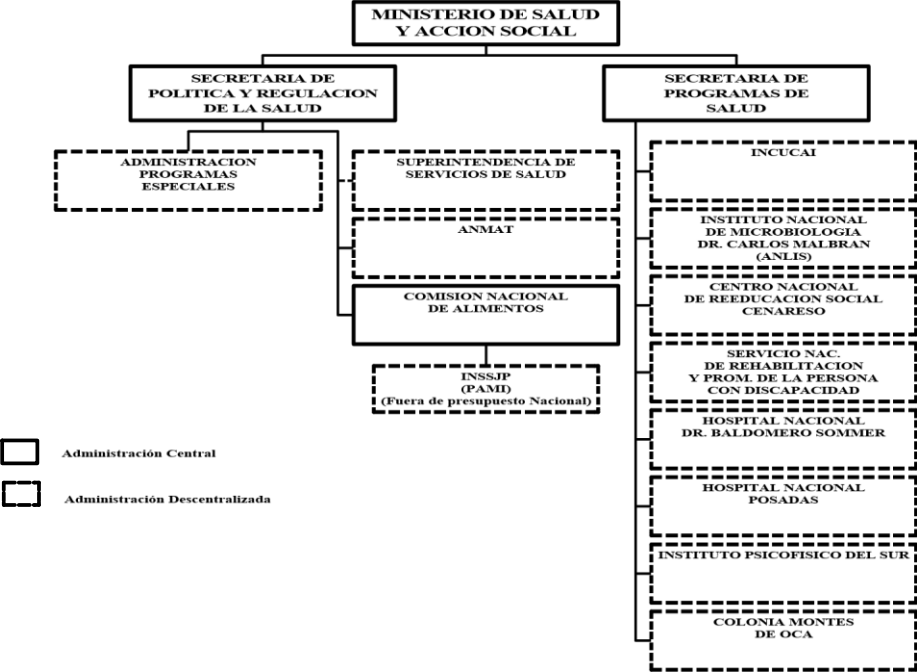 MINISTERIO DE SALUD
Y ACCION SOCIAL
SECRETARIA DE
POLITICA Y REGULACION
DE LA SALUD
SECRETARIA DE
PROGRAMAS DE
SALUD
ADMINISTRACION
PROGRAMAS
ESPECIALES
SUPERINTENDENCIA DE
SERVICIOS DE SALUD
ANMAT
COMISION NACIONAL
DE ALIMENTOS
INSSJP
(PAMI)
(Fuera de presupuesto Nacional)
INCUCAI
INSTITUTO NACIONAL
DE MICROBIOLOGIA
DR. CARLOS MALBRAN
(ANLIS)
CENTRO NACIONAL
DE REEDUCACION SOCIAL
CENARESO
SERVICIO NAC.
DE REHABILITACION
Y PROM. DE LA PERSONA
CON DISCAPACIDAD
HOSPITAL NACIONAL
DR. BALDOMERO SOMMER
HOSPITAL NACIONAL
POSADAS
INSTITUTO PSICOFISICO DEL SUR
COLONIA MONTES
DE OCA
Administración Central
Administración Descentralizada